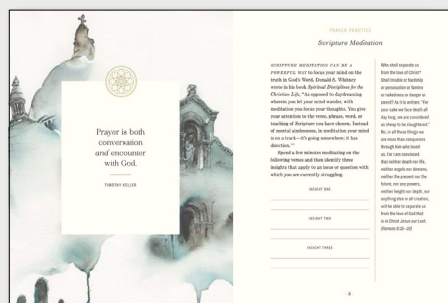 Prayer is both
conversation
and encounter
with God.
TIMOTHY KELLER
PRAYER PRACTICE
Scripture Meditation
SCRIPTURE MEDITATION CAN BE A
POWERFUL WAY to focus your mind on the
truth in God's Word. Donald S. Whitney
wrote in his book Spiritual Disciplines for the
Christian Life, "As opposed to daydreaming
wherein you let your mind wander, with
meditation you focus your thoughts. You give
your attention to the verse, phrase, word, or
teaching of Scripture you have chosen. Instead
of mental aimlessness, in meditation your mind
is on a track—it's going somewhere; it has
direction."
Spend a few minutes meditating on the
following verses and then identify three
insights that apply to an issue or question with
which you are currently struggling.
INSIGHT ONE
INSIGHT TWO
INSIGHT THREE
Who shall separate us
from the love of Christ?
Shall trouble or hardship
or persecution or famine
or nakedness or danger or
sword? As it is written: "For
your sake we face death all
day long; we are considered
as sheep to be slaughtered."
No, in all these things we
are more than conquerors
through him who loved
us. For I am convinced
that neither death nor life,
neither angels nor demons,
neither the present nor the
future, nor any powers,
neither height nor depth, nor
anything else in all creation,
will be able to separate us
from the love of God that
is in Christ Jesus our Lord.
(Romans 8:35–39)